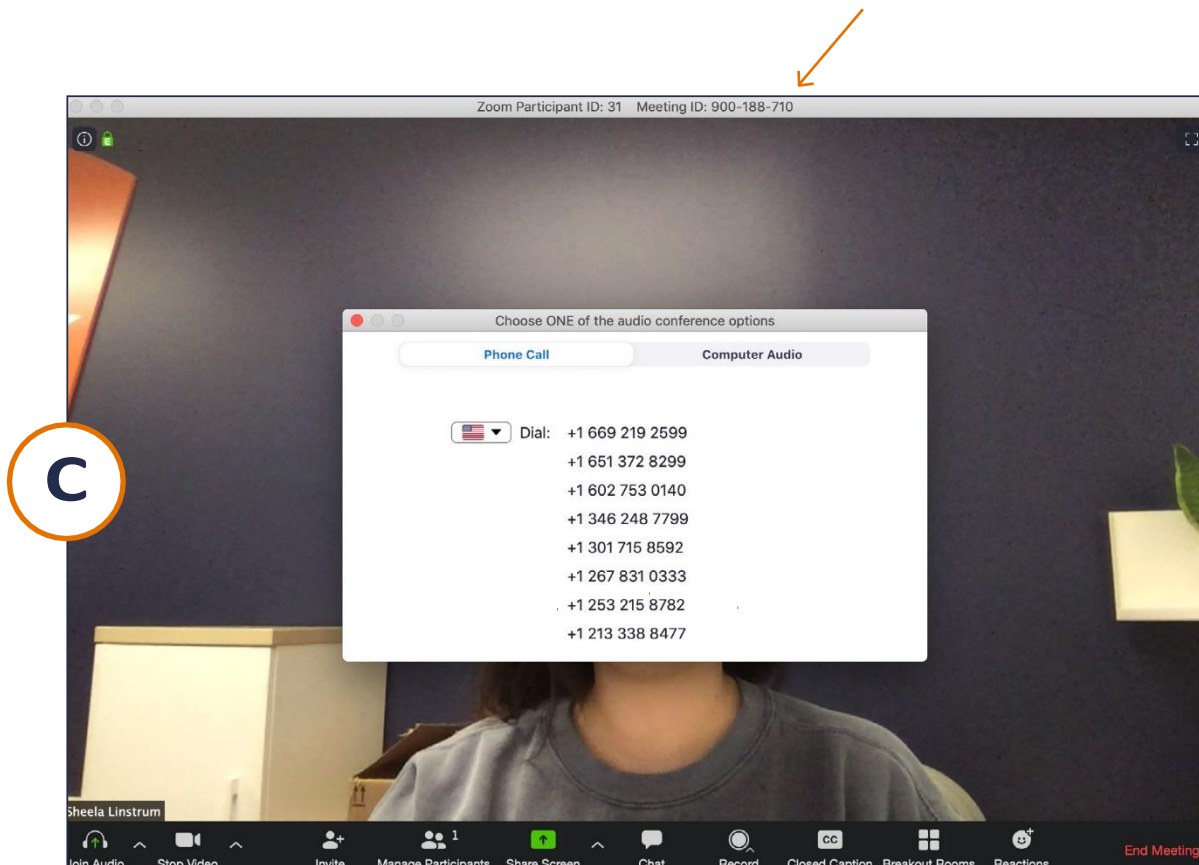 Zoom Participant ID: 31 Meeting ID: 900-188-710
E
Choose ONE of the audio conference options
Phone Call Computer Audio
Dial: +1 669 219 2599
+1 651 372 8299
+1 602 753 0140
+1 346 248 7799
+1 301 715 8592
+1 267 831 0333
+1 253 215 8782
+1 213 338 8477
C
Sheela Linstrum
1
CC
Join Audio Stop Video Invite Manage Participants Share Screen Chat Record Closed Caption Breakout Rooms Reactions End Meeting